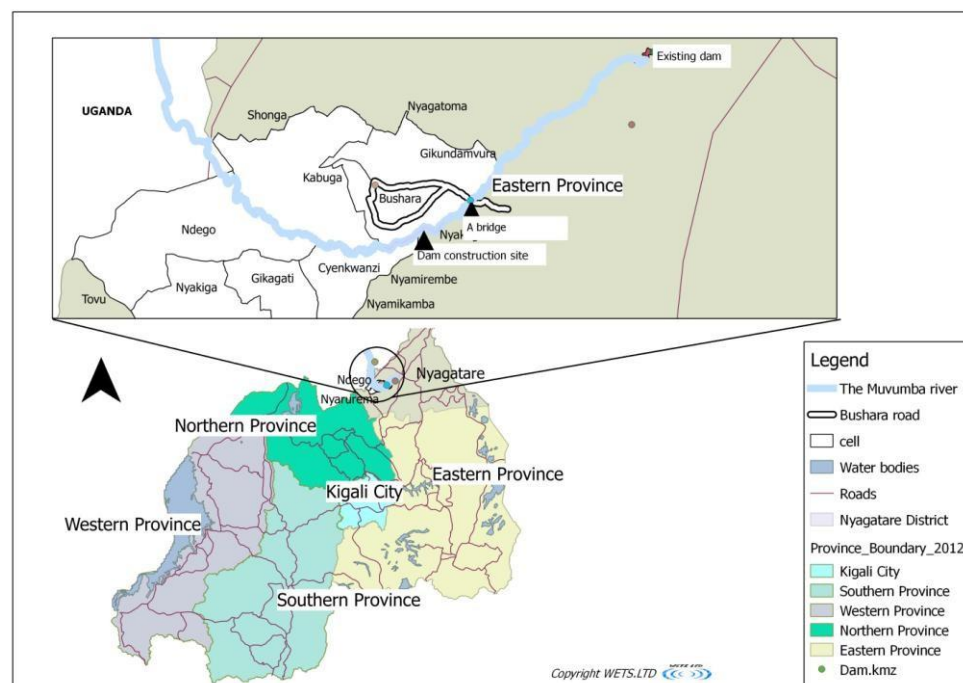 Existing dam
UGANDA
Shonga
Nyagatoma
Gikundamvura
Kabuga
Bushara
Eastern Province
A bridge
Ndego
Dam construction site
Cyenkwanzi
Nyakiga
Gikagati
Nyamirembe
Tovu
Nyamikamba
Ndego
Nyagatare
Nyarurema
Northern Province
Eastern Province
Kigali City
Western Province
Southern Province
Legend
The Muvumba river
Bushara road
cell
Water bodies
Roads
Nyagatare District
Province_Boundary_2012
Kigali City
Southern Province
Western Province
Northern Province
Eastern Province
Dam.kmz
Copyright WETS.LTD